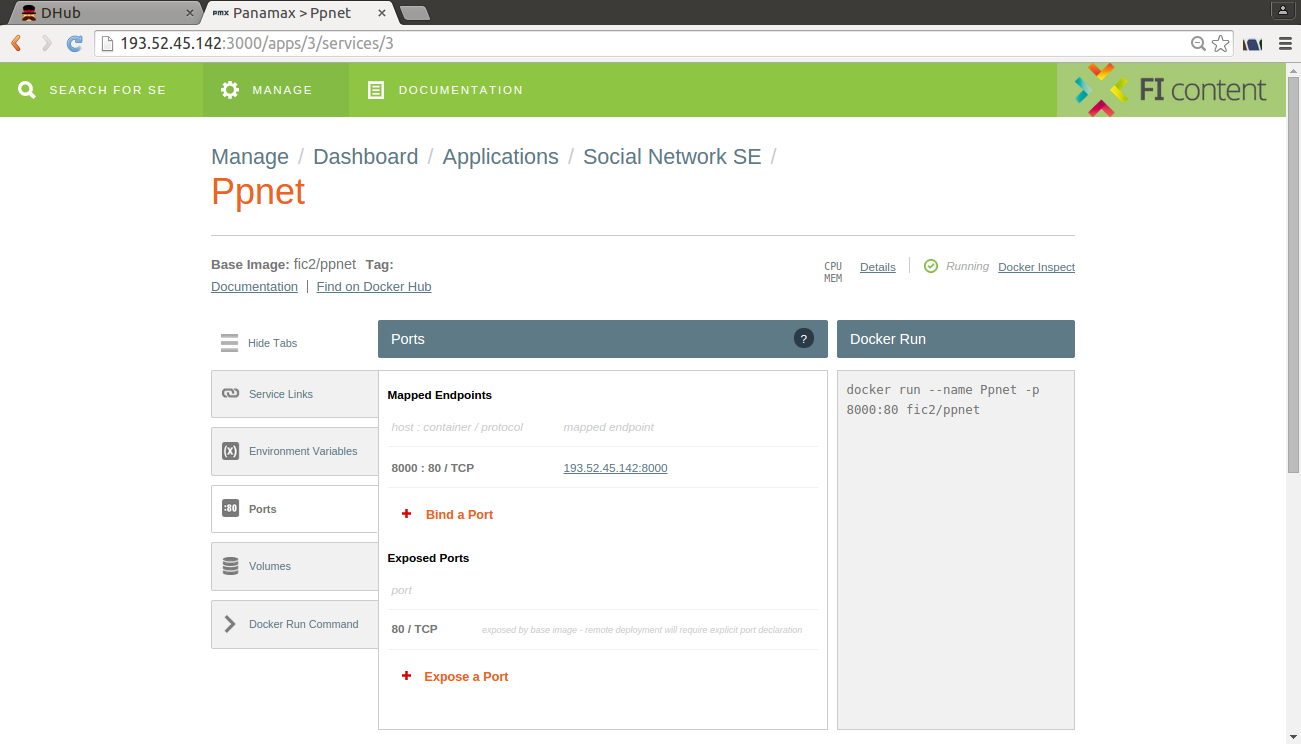 DHub
PMX Panamax > Ppnet
193.52.45.142:3000/apps/3/services/3
SEARCH FOR SE
MANAGE
DOCUMENTATION
FI content
Manage / Dashboard / Applications / Social Network SE /
Ppnet
Base Image: fic2/ppnet Tag:
Documentation | Find on Docker Hub
CPU
MEM
Details
Running
Docker Inspect
Hide Tabs
Service Links
(X) Environment Variables
:80 Ports
Volumes
Docker Run Command
Ports
?
Mapped Endpoints
host : container / protocol mapped endpoint
8000 : 80 / TCP 193.52.45.142:8000
+ Bind a Port
Exposed Ports
port
80 / TCP exposed by base image - remote deployment will require explicit port declaration
+ Expose a Port
Docker Run
docker run --name Ppnet -p
8000:80 fic2/ppnet